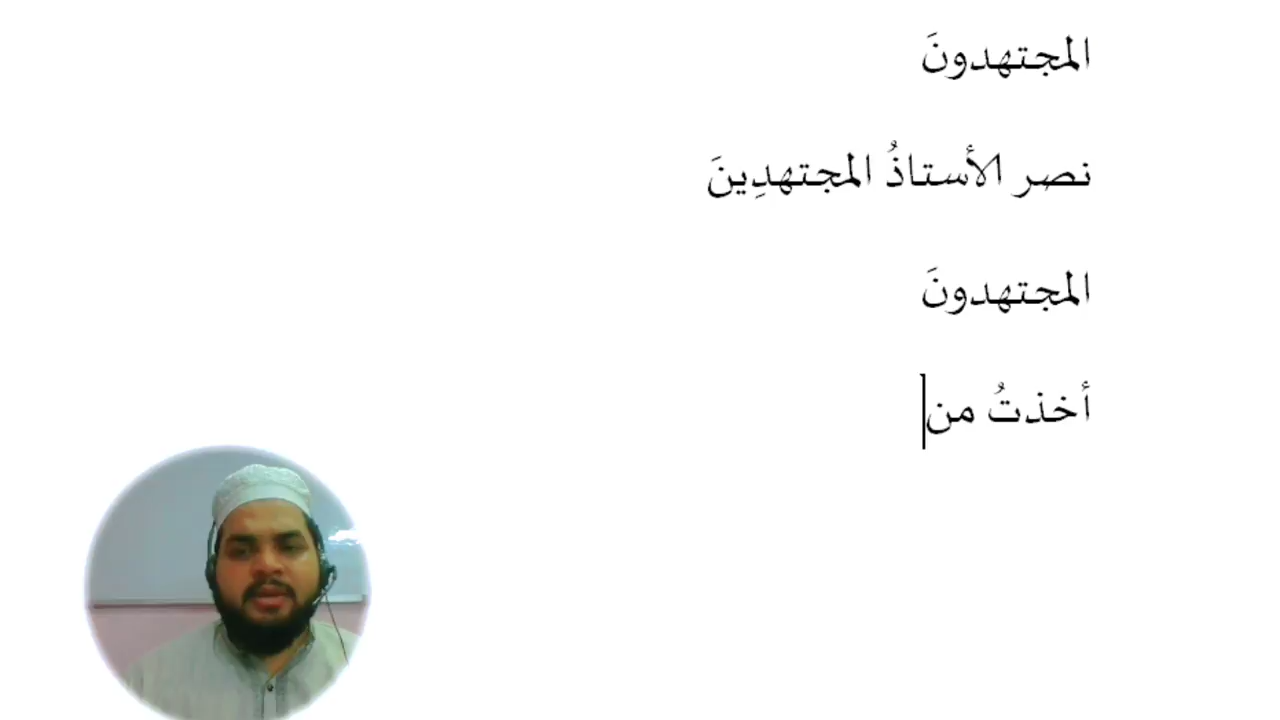 المجتهدونَ
نصر الأستاذُ المجتهدِينَ
المجتهدونَ
أخذتُ من